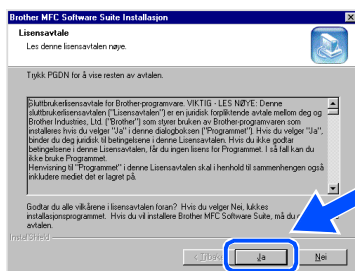 Brother MFC Software Suite Installasjon
Lisensavtale
Les denne lisensavtalen nøye.
Trykk PGDN for å vise resten av avtalen.
Sluttbrukerlisensavtale for Brother-programvare. VIKTIG - LES NØYE: Denne
sluttbrukerlisensavtalen ("Lisensavtalen") er en juridisk forpliktende avtale mellom deg og
Brother Industries, Ltd. ("Brother") som styrer bruken av Brother-programvaren som
installeres hvis du velger "Ja" i denne dialogboksen ("Programmet"). Hvis du velger "Ja",
binder du deg juridisk til betingelsene i denne Lisensavtalen. Hvis du ikke godtar
betingelsene i denne Lisensavtalen, får du ingen lisens for Programmet. I så fall kan du
ikke bruke Programmet.
Henvisning til "Programmet" i denne Lisensavtalen skal i henhold til sammenhengen også
inkludere mediet det er lagret på.
Godtar du alle vilkårene i lisensavtalen foran? Hvis du velger Nei, lukkes
installasjonsprogrammet. Hvis du vil installere Brother MFC Software Suite, må du
avtalen.
InstallShield
< Tilbake
Ja
Nei